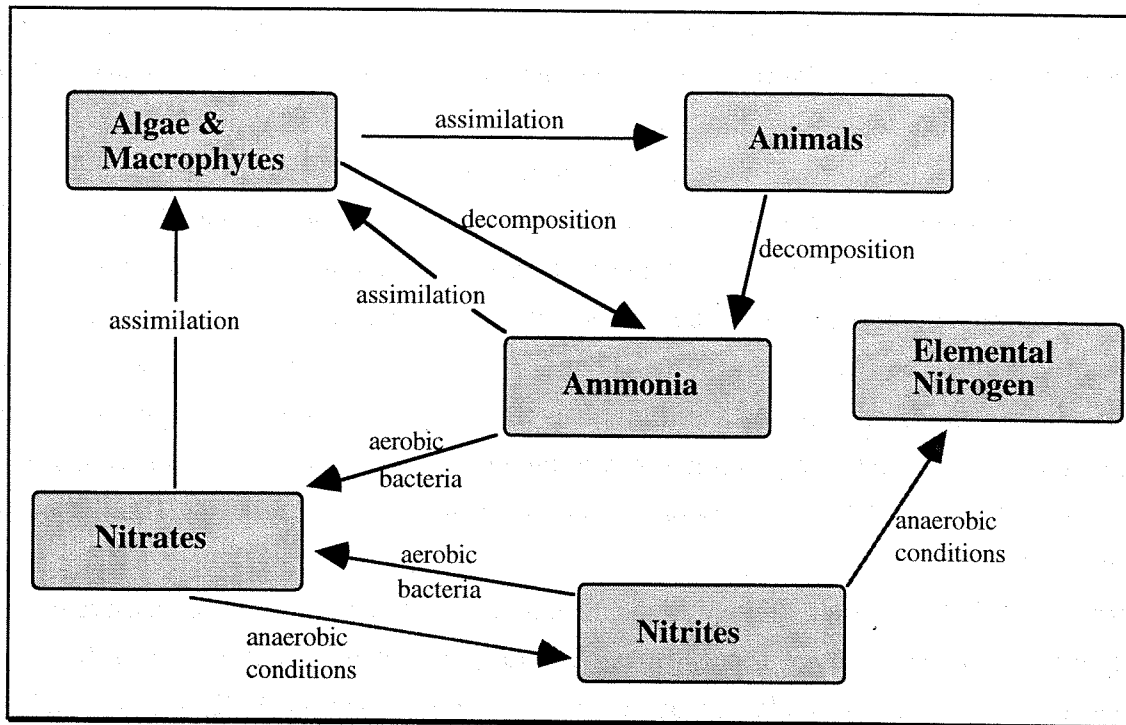 Algae &
Macrophytes
assimilation
Animals
decomposition
decomposition
assimilation
assimilation
Ammonia
Elemental
Nitrogen
aerobic
bacteria
Nitrates
aerobic
bacteria
anaerobic
conditions
Nitrites
anaerobic
conditions